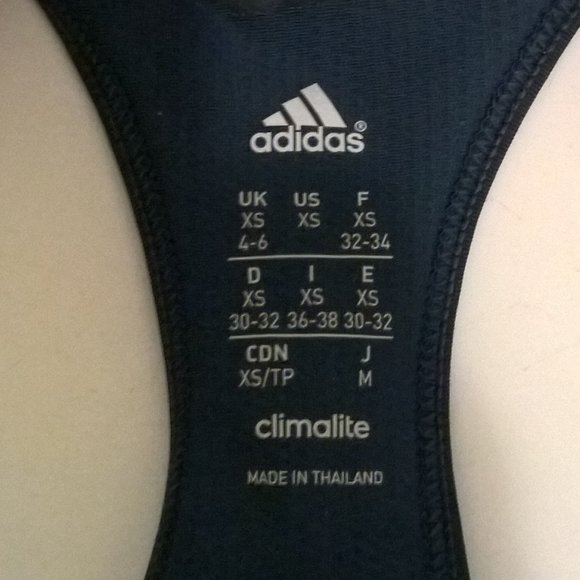 adidas®
UK US F
XS XS XS
4-6 32-34
D I E
XS XS XS
30-32 36-38 30-32
CDN J
XS/TP M
climalite
MADE IN THAILAND